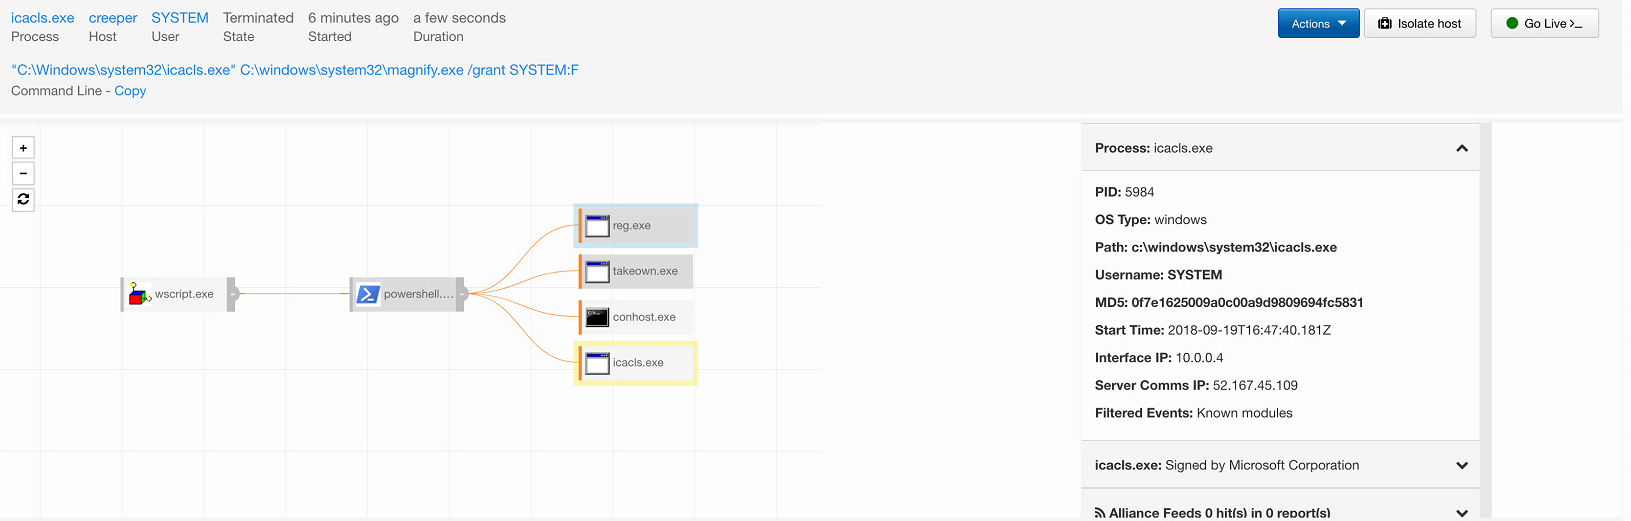 icacls.exe creeper SYSTEM Terminated 6 minutes ago a few seconds
Process Host User State Started Duration
Actions Isolate host Go Live >_
"C:\Windows\system32\icacls.exe" C:\windows\system32\magnify.exe /grant SYSTEM:F
Command Line - Copy
+
−
wscript.exe
-
powershell....
-
reg.exe
takeown.exe
conhost.exe
icacls.exe
Process: icacls.exe
PID: 5984
OS Type: windows
Path: c:\windows\system32\icacls.exe
Username: SYSTEM
MD5: 0f7e1625009a0c00a9d9809694fc5831
Start Time: 2018-09-19T16:47:40.181Z
Interface IP: 10.0.0.4
Server Comms IP: 52.167.45.109
Filtered Events: Known modules
icacls.exe: Signed by Microsoft Corporation
Alliance Feeds 0 hit(s) in 0 report(s)